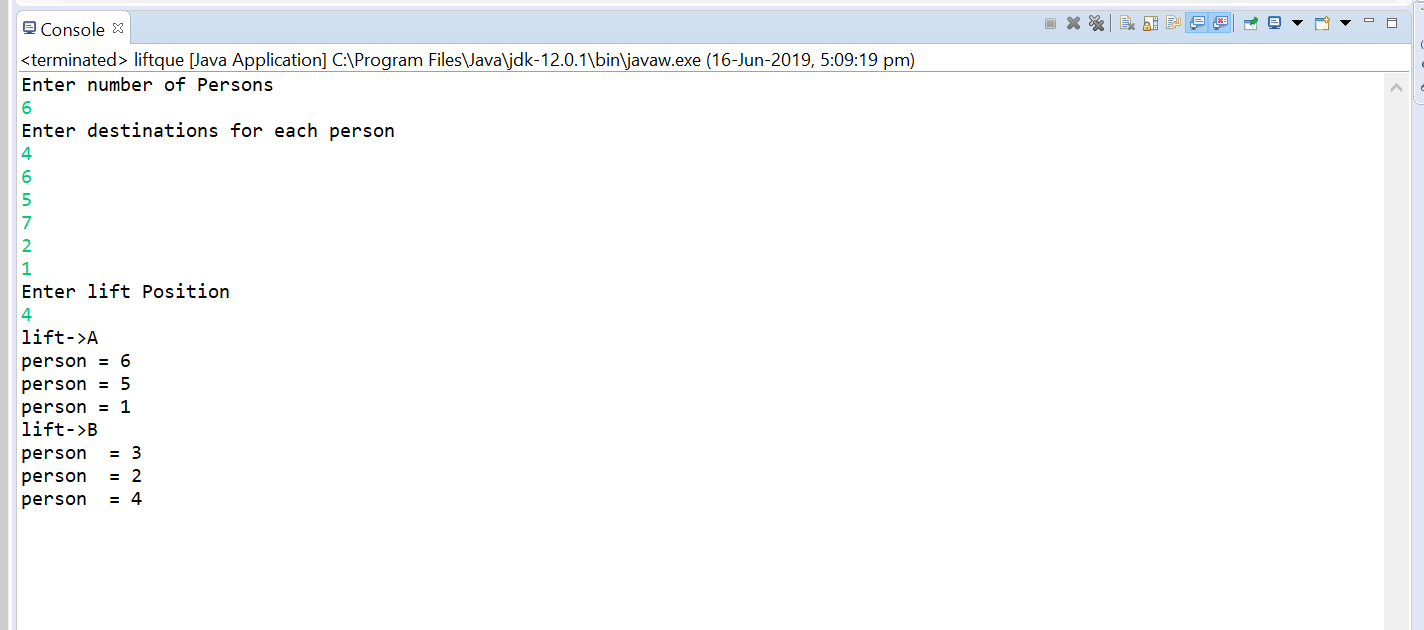 Console
<terminated> liftque [Java Application] C:\Program Files\Java\jdk-12.0.1\bin\javaw.exe (16-Jun-2019, 5:09:19 pm)
Enter number of Persons
6
Enter destinations for each person
4
6
5
7
2
1
Enter lift Position
4
lift->A
person = 6
person = 5
person = 1
lift->B
person  = 3
person  = 2
person  = 4